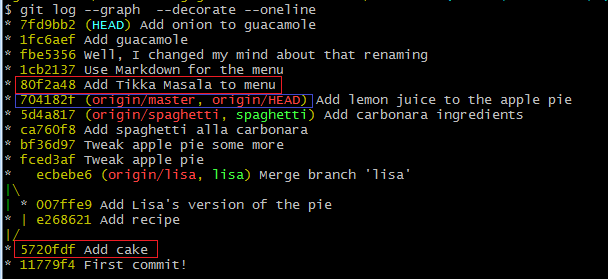 $ git log --graph  --decorate --oneline
* 7fd9bb2 (HEAD) Add onion to guacamole
* 1fc6aef Add guacamole
* fbe5356 Well, I changed my mind about that renaming
* 1cb2137 Use Markdown for the menu
* 80f2a48 Add Tikka Masala to menu
* 704182f (origin/master, origin/HEAD) Add lemon juice to the apple pie
* 5d4a817 (origin/spaghetti, spaghetti) Add carbonara ingredients
* ca760f8 Add spaghetti alla carbonara
* bf36d97 Tweak apple pie some more
* fced3af Tweak apple pie
*   ecbebe6 (origin/lisa, lisa) Merge branch 'lisa'
|\
| * 007ffe9 Add Lisa's version of the pie
* | e268621 Add recipe
|/
* 5720fdf Add cake
* 11779f4 First commit!